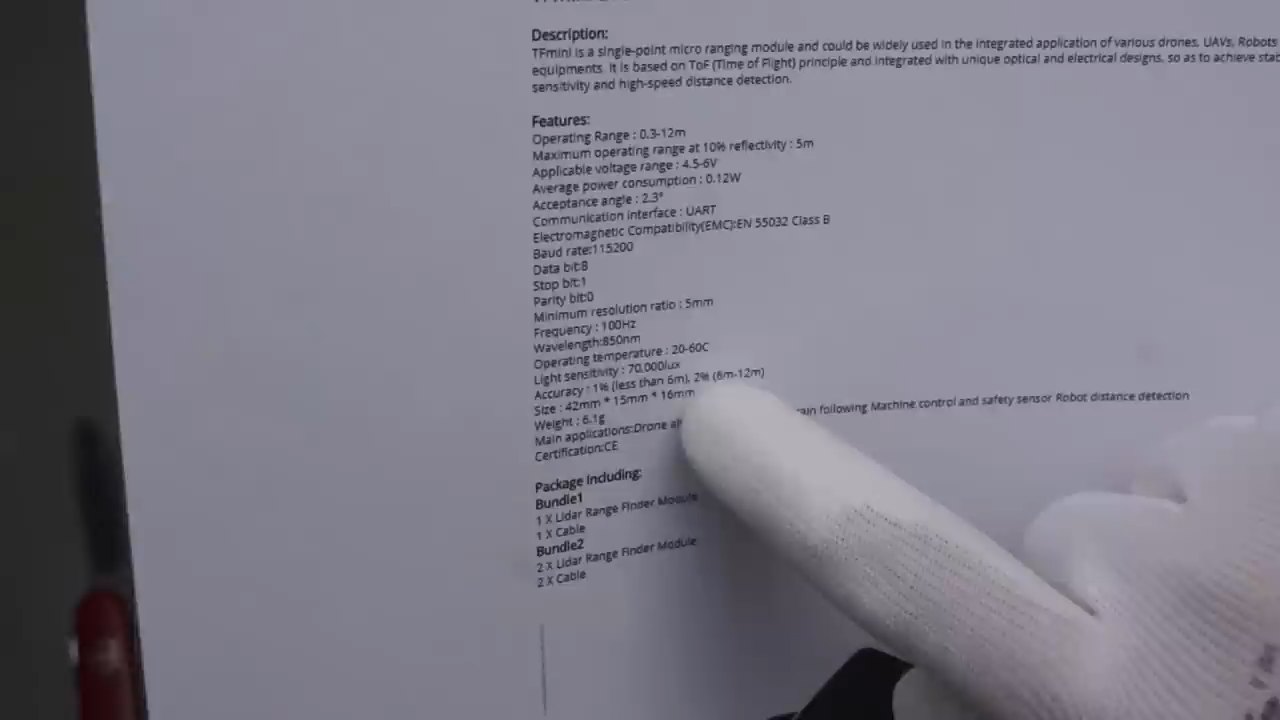 Description:
TFmini is a single-point micro ranging module and could be widely used in the integrated application of various drones, UAVs, Robots
equipments. It is based on ToF (Time of Flight) principle and integrated with unique optical and electrical designs, so as to achieve
sensitivity and high-speed distance detection.
Features:
Operating Range : 0.3-12m
Maximum operating range at 10% reflectivity : 5m
Applicable voltage range : 4.5-6V
Average power consumption : 0.12W
Acceptance angle : 2.3°
Communication interface : UART
Electromagnetic Compatibility(EMC):EN 55032 Class B
Baud rate:115200
Data bit:8
Stop bit:1
Parity bit:0
Minimum resolution ratio : 5mm
Frequency : 100Hz
Wavelength:850nm
Operating temperature : 20-60C
Light sensitivity : 70,000lux
Accuracy : 1% (less than 6m), 2% (6m-12m)
Size : 42mm * 15mm * 16mm
Weight : 6.1g
Main applications:Drone following Machine control and safety sensor Robot distance detection
Certification:CE
Package Including:
Bundle1
1 X Lidar Range Finder Module
1 X Cable
Bundle2
2 X Lidar Range Finder Module
2 X Cable